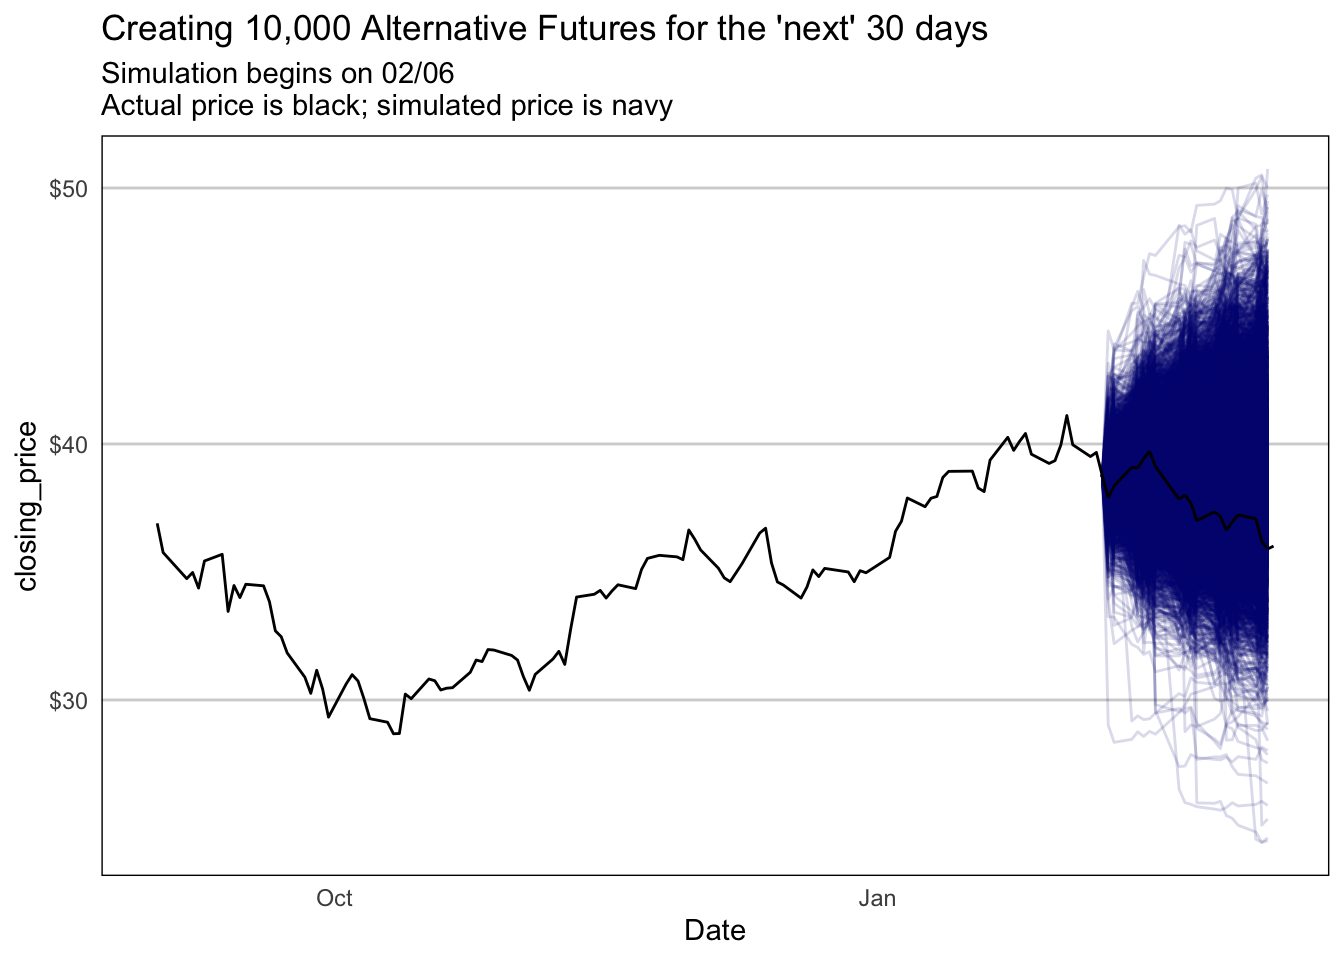 Creating 10,000 Alternative Futures for the 'next' 30 days
Simulation begins on 02/06
Actual price is black; simulated price is navy
$50
$40
$30
closing_price
Oct
Jan
Date